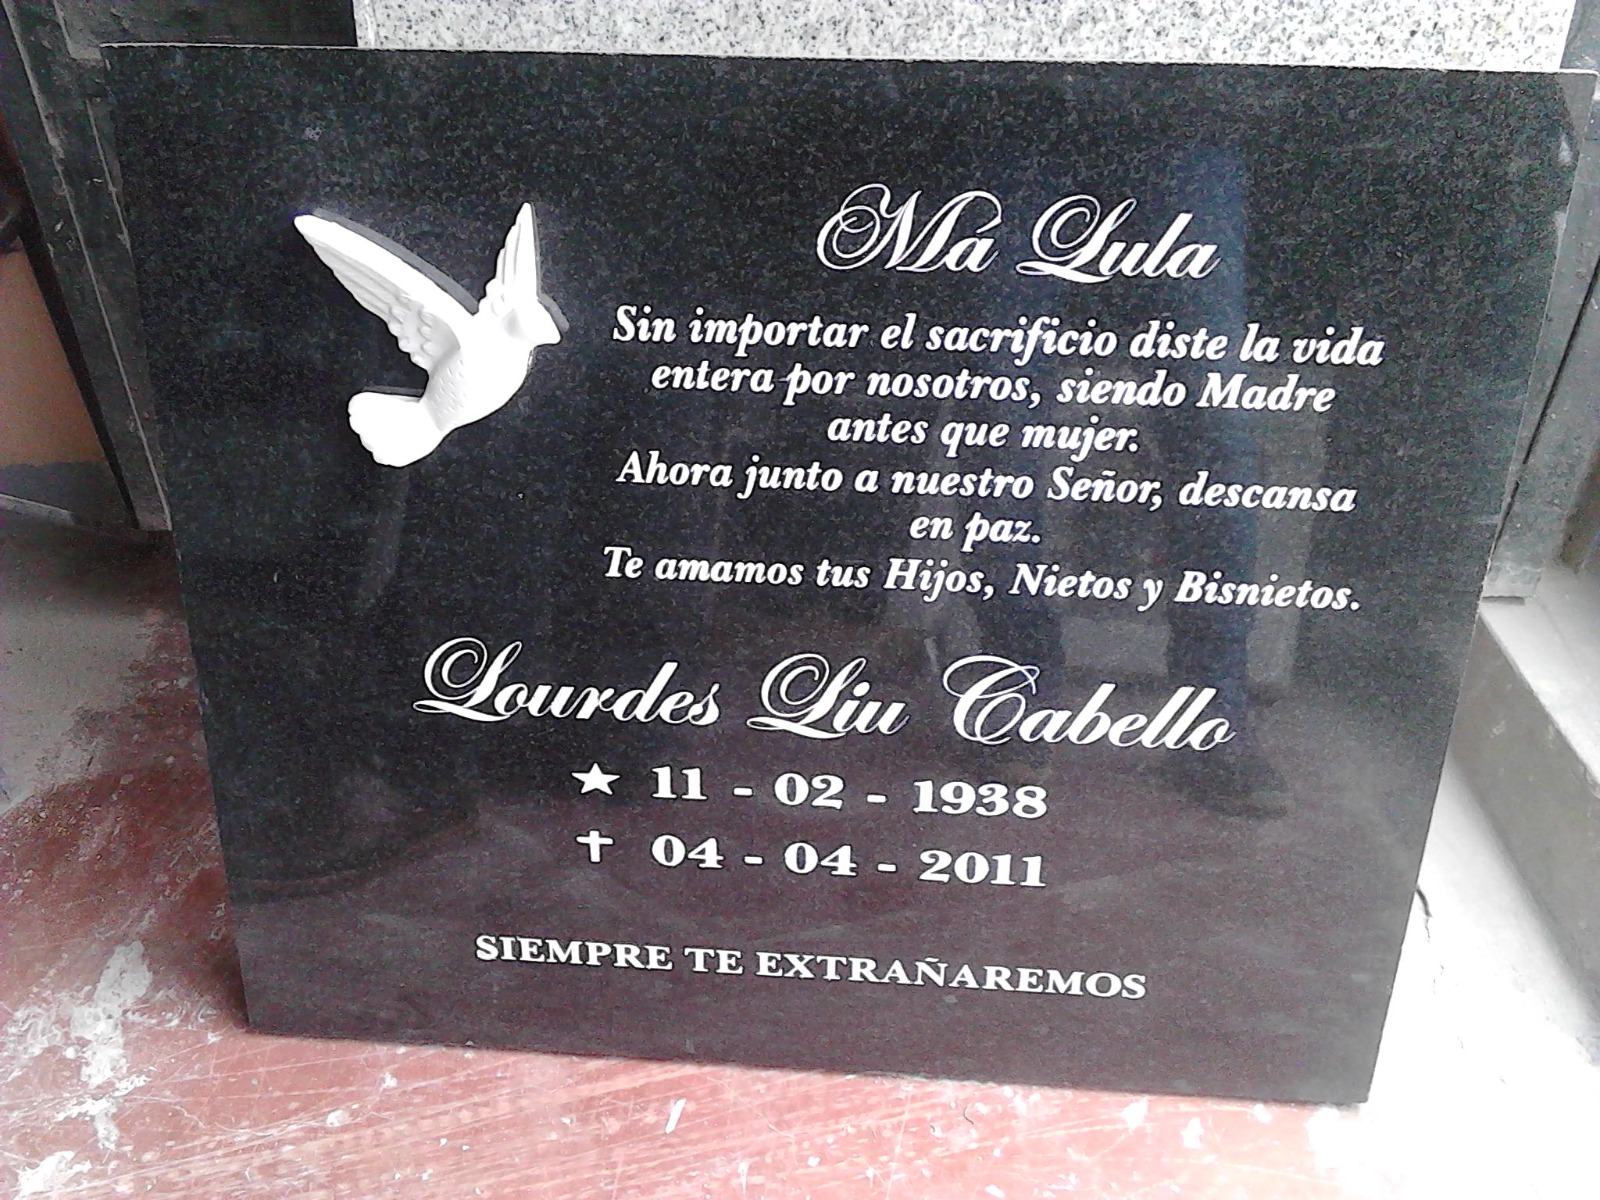 Ma Lula
Sin importar el sacrificio diste la vida
entera por nosotros, siendo Madre
antes que mujer.
Ahora junto a nuestro Señor, descansa
en paz.
Te amamos tus Hijos, Nietos y Bisnietos.
Lourdes Liu Cabello
★ 11 - 02 - 1938
✝ 04 - 04 - 2011
SIEMPRE TE EXTRAÑAREMOS